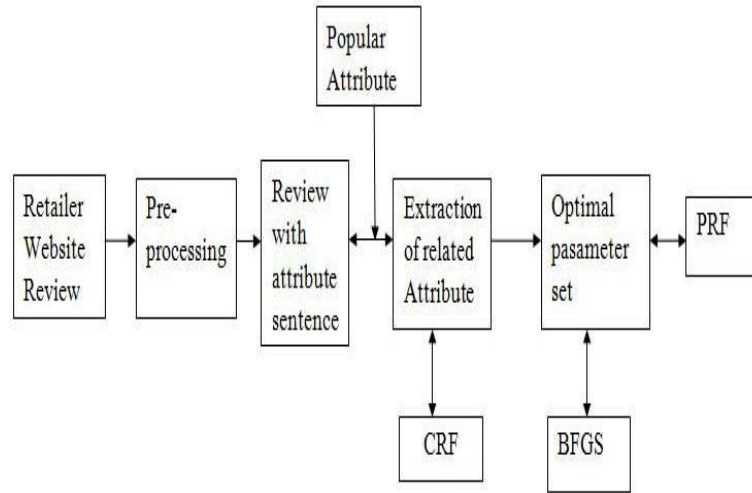 Popular
Attribute
Retailer
Website
Review
Pre-
processing
Review
with
attribute
sentence
Extraction
of related
Attribute
Optimal
pasameter
set
PRF
CRF
BFGS